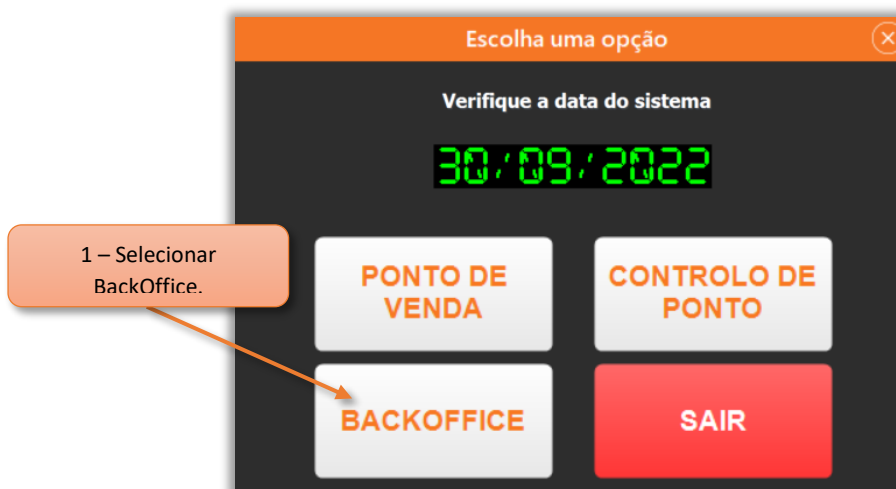 Escolha uma opção
Verifique a data do sistema
30/09/2022
1 – Selecionar
BackOffice.
PONTO DE
VENDA
CONTROLO DE
PONTO
BACKOFFICE
SAIR